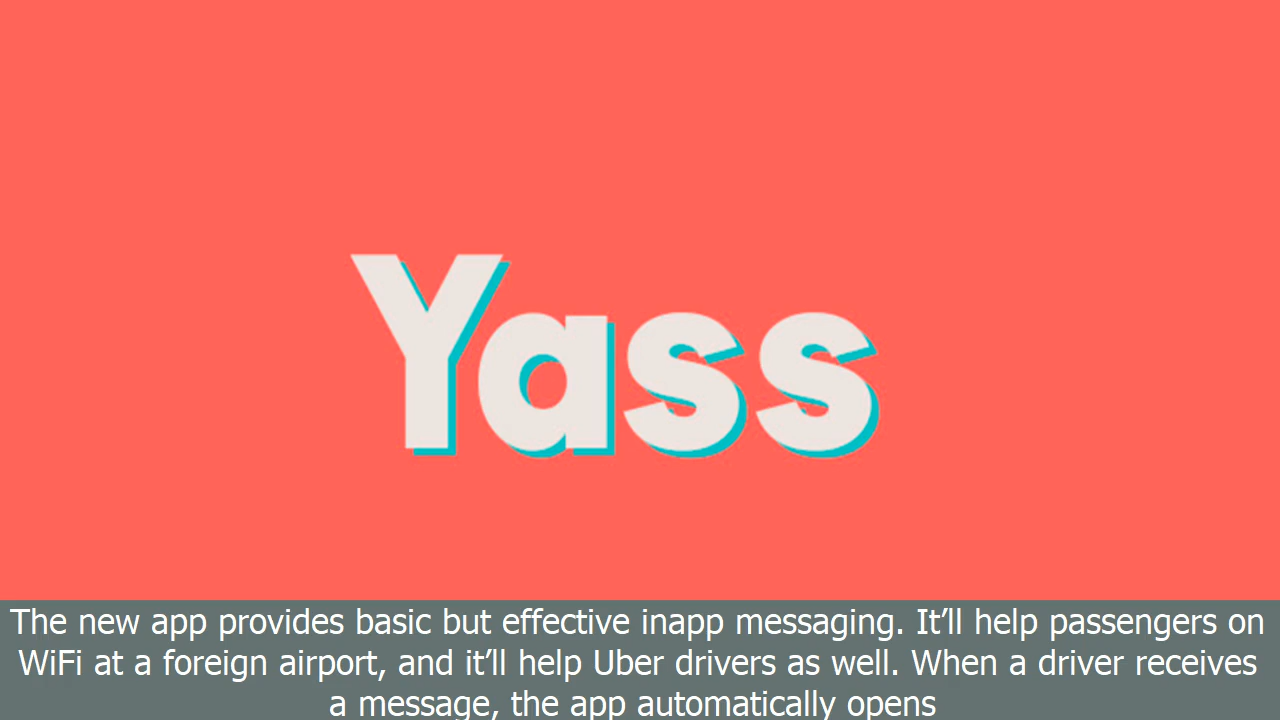 Yass
The new app provides basic but effective inapp messaging. It’ll help passengers on
WiFi at a foreign airport, and it’ll help Uber drivers as well. When a driver receives
a message, the app automatically opens